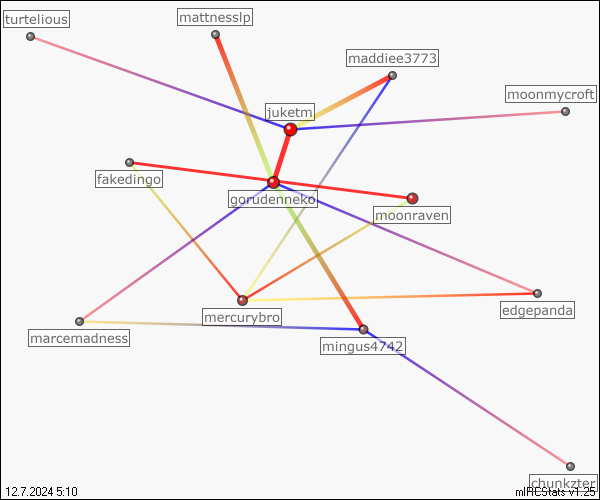 turtelious
mattnesslp
maddiee3773
moonmycroft
juketm
fakedingo
gorudenneko
moonraven
mercurybro
edgepanda
marcemadness
mingus4742
chunkzter
12.7.2024 5:10
mIRCStats v1.25